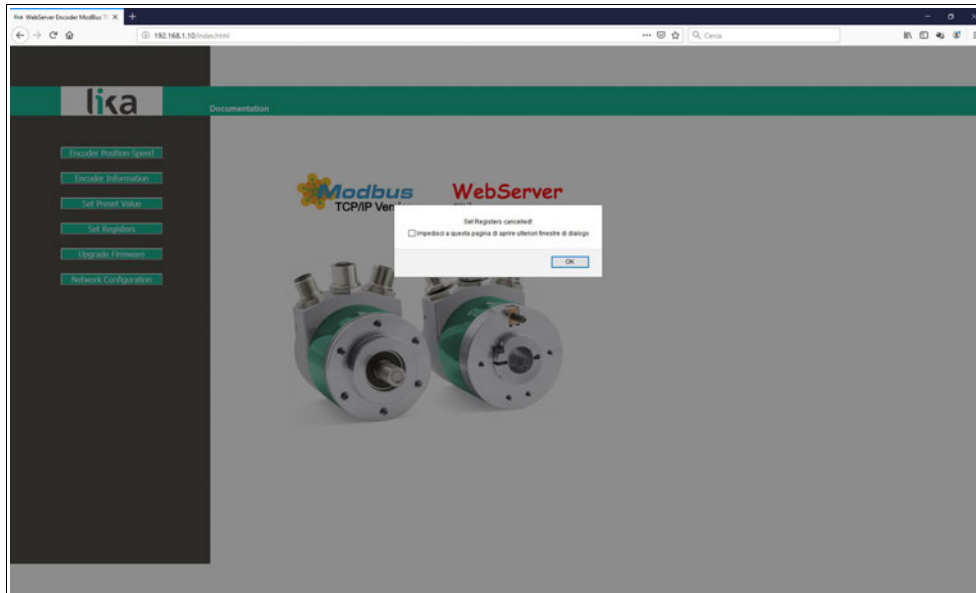 WebServer Encoder ModBus TC
192.168.1.10/index.html
Cerca
lika
Documentation
Encoder Position-Speed
Encoder Information
Set Preset Value
Set Registers
Upgrade Firmware
Network Configuration
Modbus
TCP/IP Ver
WebServer
Set Registers cancelled!
Impedisci a questa pagina di aprire ulteriori finestre di dialogo
OK